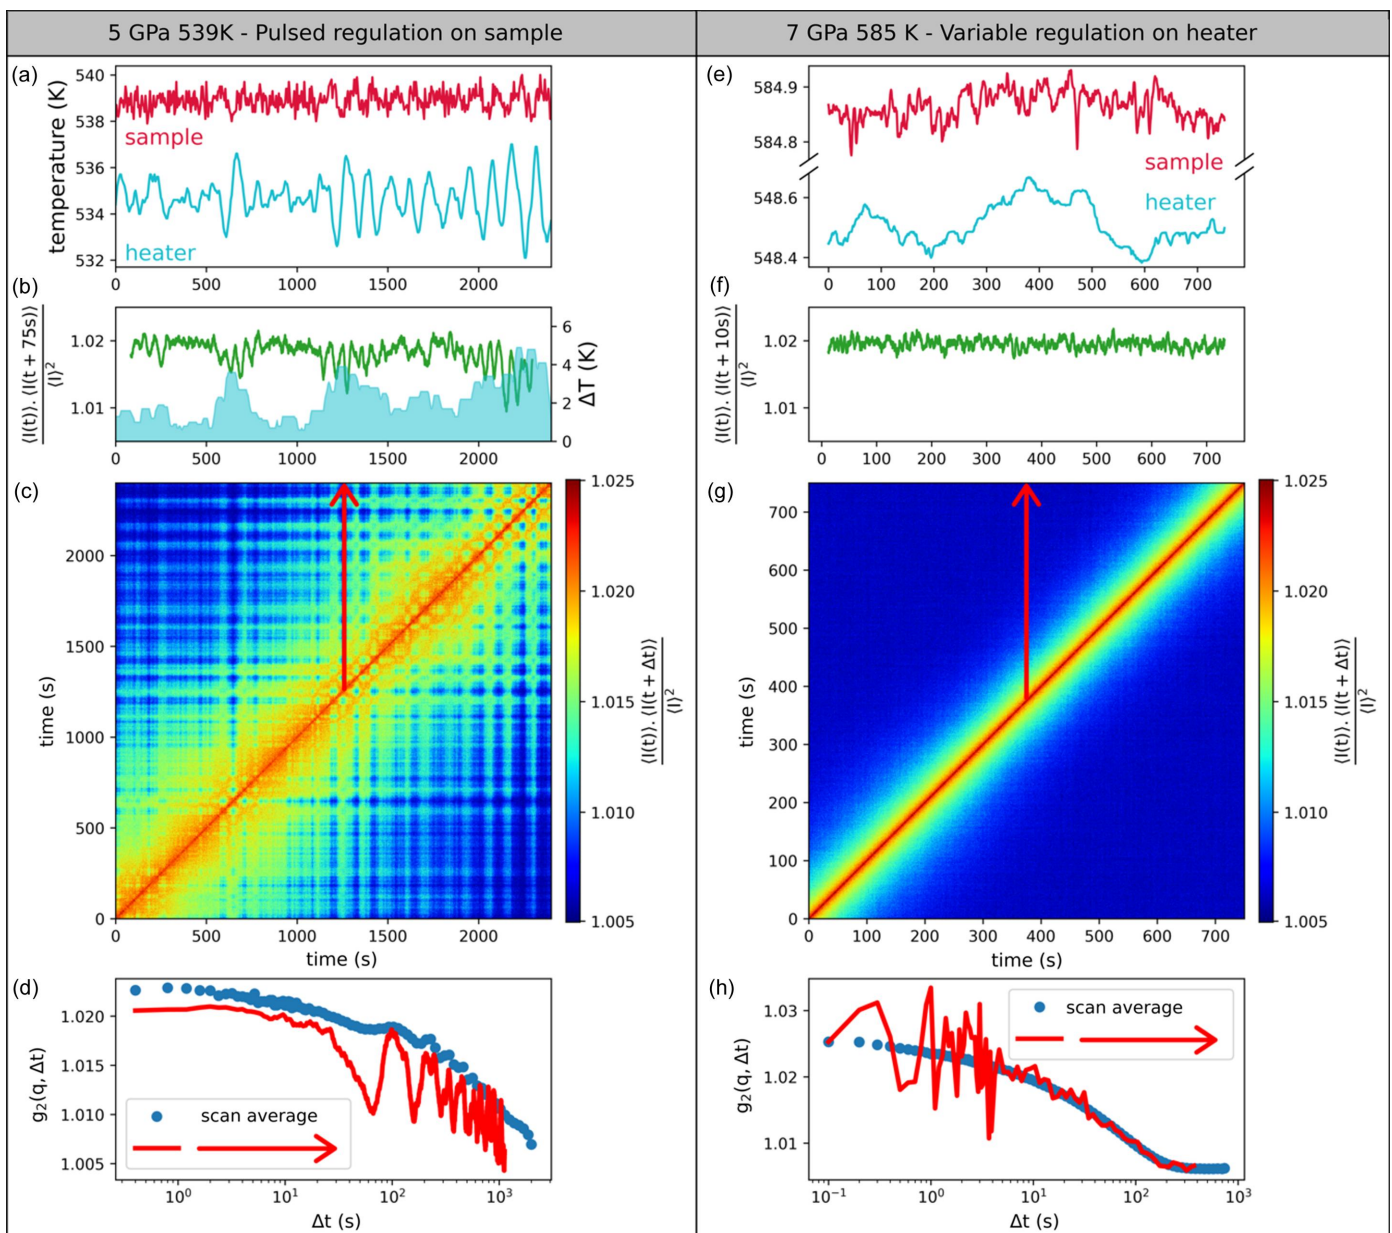 5 GPa 539K - Pulsed regulation on sample
7 GPa 585 K - Variable regulation on heater
(a)
temperature (K)
540
538
536
534
532
sample
heater
0 500 1000 1500 2000
(b)
⟨I(t)⟩. ⟨I(t + 75s)⟩
⟨I⟩²
1.02
1.01
6
4
2
0
ΔT (K)
0 500 1000 1500 2000
(c)
time (s)
2000
1500
1000
500
0
0 500 1000 1500 2000
time (s)
1.025
1.020
1.015
1.010
1.005
⟨I(t)⟩. ⟨I(t + Δt)⟩
⟨I⟩²
(d)
g₂(q, Δt)
1.020
1.015
1.010
1.005
scan average
10⁰ 10¹ 10² 10³
Δt (s)
(e)
584.9
584.8
548.6
548.4
sample
heater
0 100 200 300 400 500 600 700
(f)
⟨I(t)⟩. ⟨I(t + 10s)⟩
⟨I⟩²
1.02
1.01
0 100 200 300 400 500 600 700
(g)
time (s)
700
600
500
400
300
200
100
0
0 100 200 300 400 500 600 700
time (s)
1.025
1.020
1.015
1.010
1.005
⟨I(t)⟩. ⟨I(t + Δt)⟩
⟨I⟩²
(h)
g₂(q, Δt)
1.03
1.02
1.01
scan average
10⁻¹ 10⁰ 10¹ 10² 10³
Δt (s)